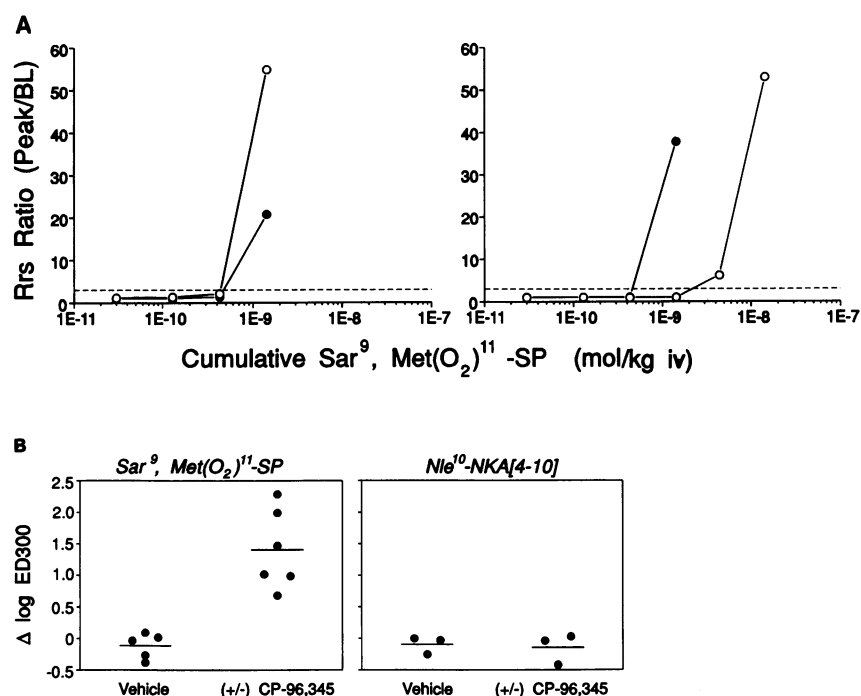 A
Rrs Ratio (Peak/BL)
60
50
40
30
20
10
0
1E-11 1E-10 1E-9 1E-8 1E-7
60
50
40
30
20
10
0
1E-11 1E-10 1E-9 1E-8 1E-7
Cumulative Sar⁹, Met(O₂)¹¹ -SP (mol/kg iv)
B
Sar⁹, Met(O₂)¹¹-SP
Nle¹⁰-NKA[4-10]
Δ log ED300
2.5
2.0
1.5
1.0
0.5
0
-0.5
Vehicle (+/-) CP-96,345
Vehicle (+/-) CP-96,345